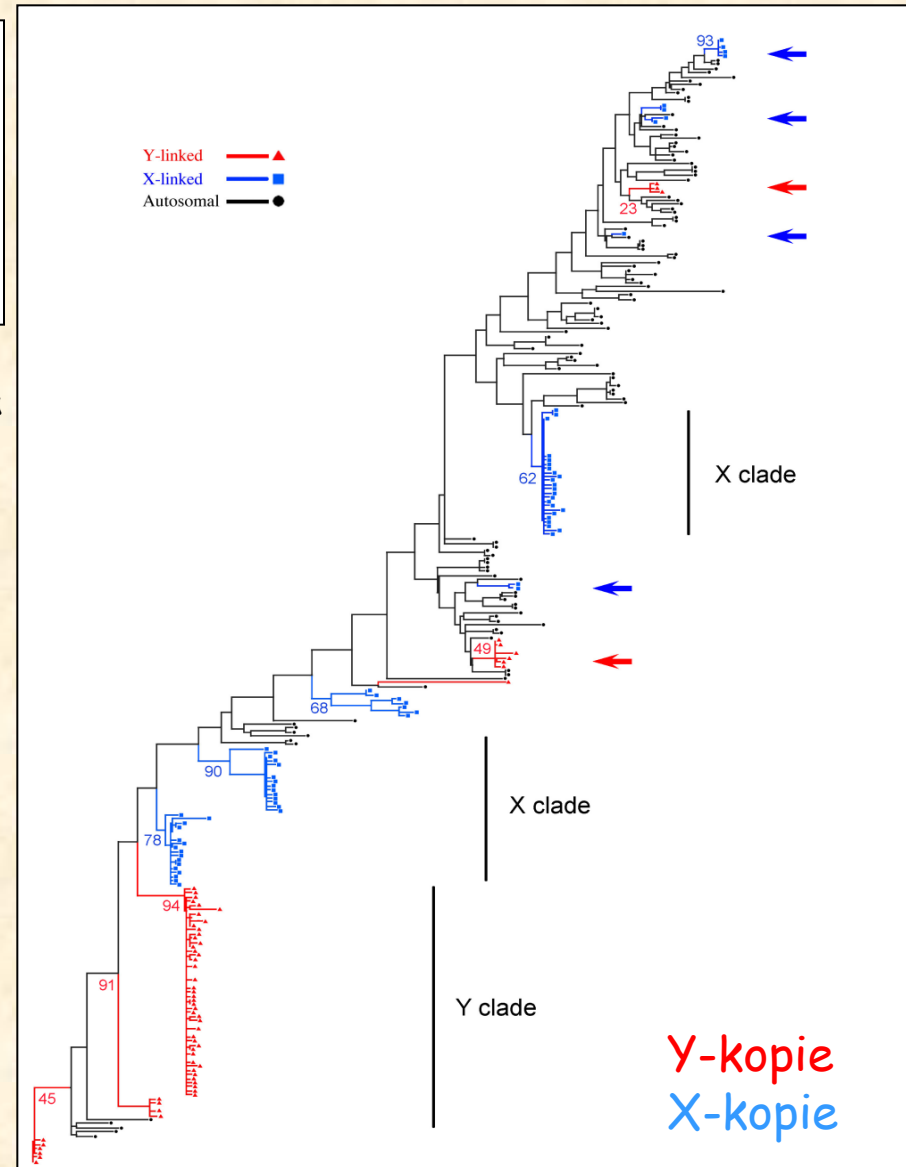 93
Y-linked
X-linked
Autosomal
23
62
X clade
49
68
90
X clade
78
94
91
Y clade
45
Y-kopie
X-kopie